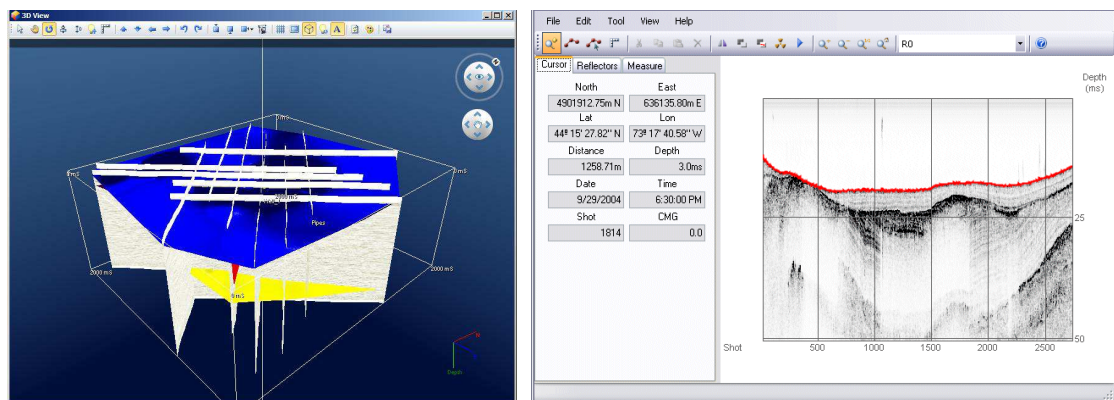 3D View
0 mS
0 mS
0 mS
2000 mS
Pipes
2000 mS
2000 mS
0 mS
Depth
File Edit Tool View Help
R0
Cursor Reflectors Measure
North East
4901912.75m N 636135.80m E
Lat Lon
44º 15' 27.82'' N 73º 17' 40.58'' W
Distance Depth
1258.71m 3.0ms
Date Time
9/29/2004 6:30:00 PM
Shot CMG
1814 0.0
Depth
(ms)
25
50
Shot 500 1000 1500 2000 2500